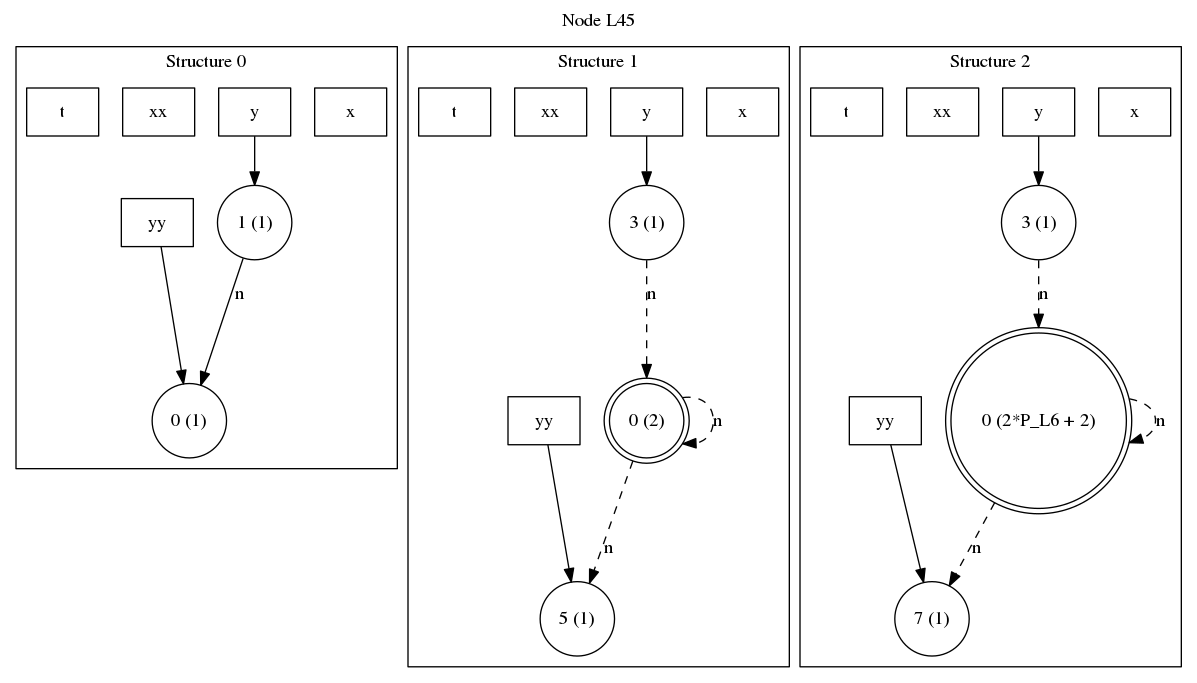 Node L45
Structure 0
t xx y x
yy
1 (1)
n
0 (1)
Structure 1
t xx y x
3 (1)
n
yy
0 (2)
n
n
5 (1)
Structure 2
t xx y x
3 (1)
n
yy
0 (2*P_L6 + 2)
n
n
7 (1)